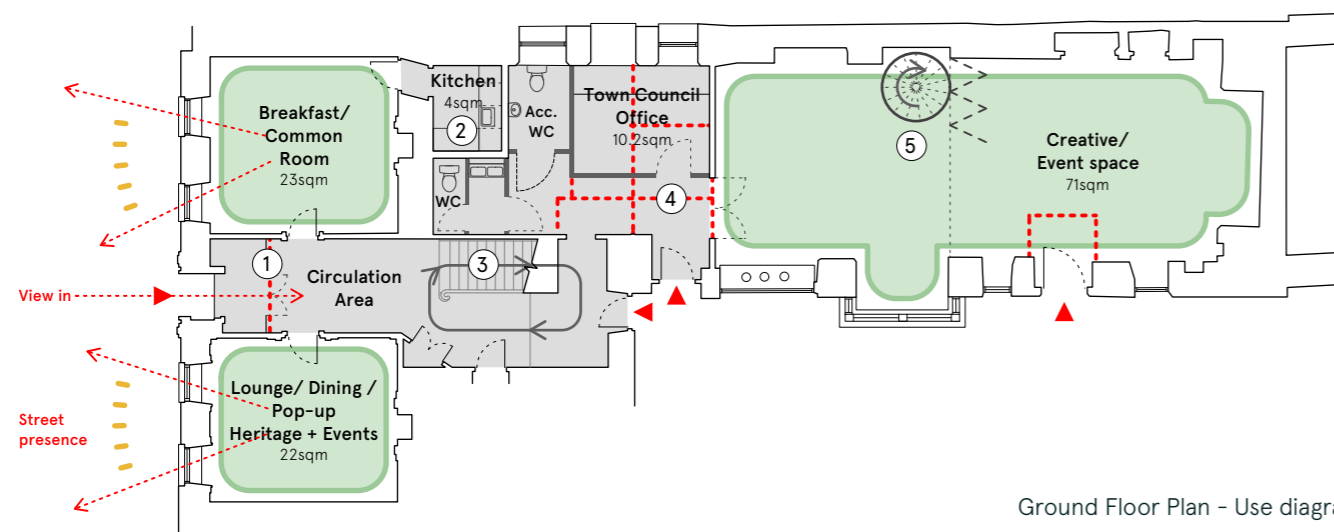 Breakfast/
Common
Room
23sqm
Kitchen
4sqm
2
Acc.
WC
Town Council
Office
10.2sqm
5
Creative/
Event space
71sqm
WC
4
1
Circulation
Area
3
View in
Lounge/ Dining /
Pop-up
Heritage + Events
22sqm
Street
presence
Ground Floor Plan - Use diagra